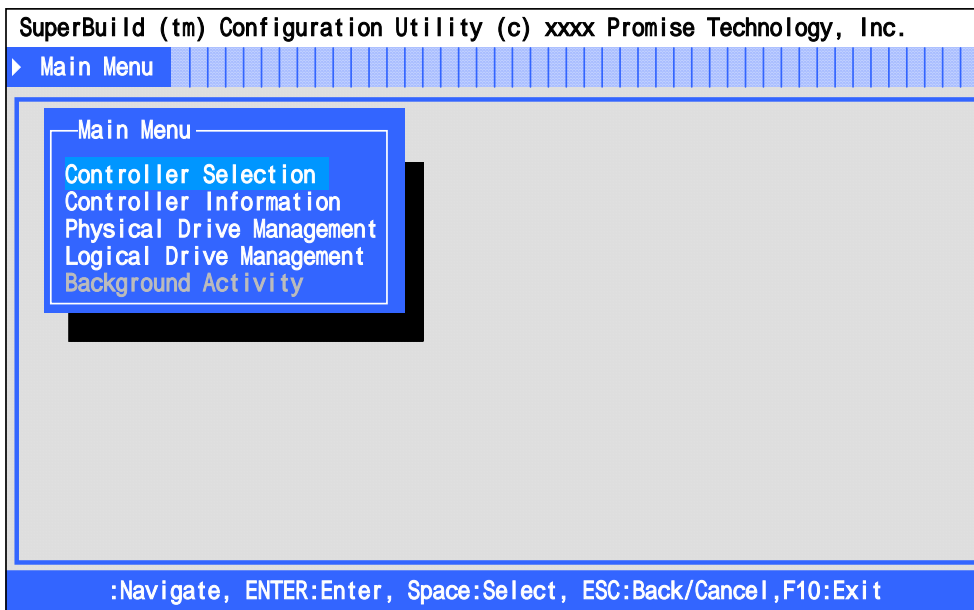 SuperBuild (tm) Configuration Utility (c) xxxx Promise Technology, Inc.
Main Menu
Main Menu
Controller Selection
Controller Information
Physical Drive Management
Logical Drive Management
Background Activity
:Navigate, ENTER:Enter, Space:Select, ESC:Back/Cancel,F10:Exit